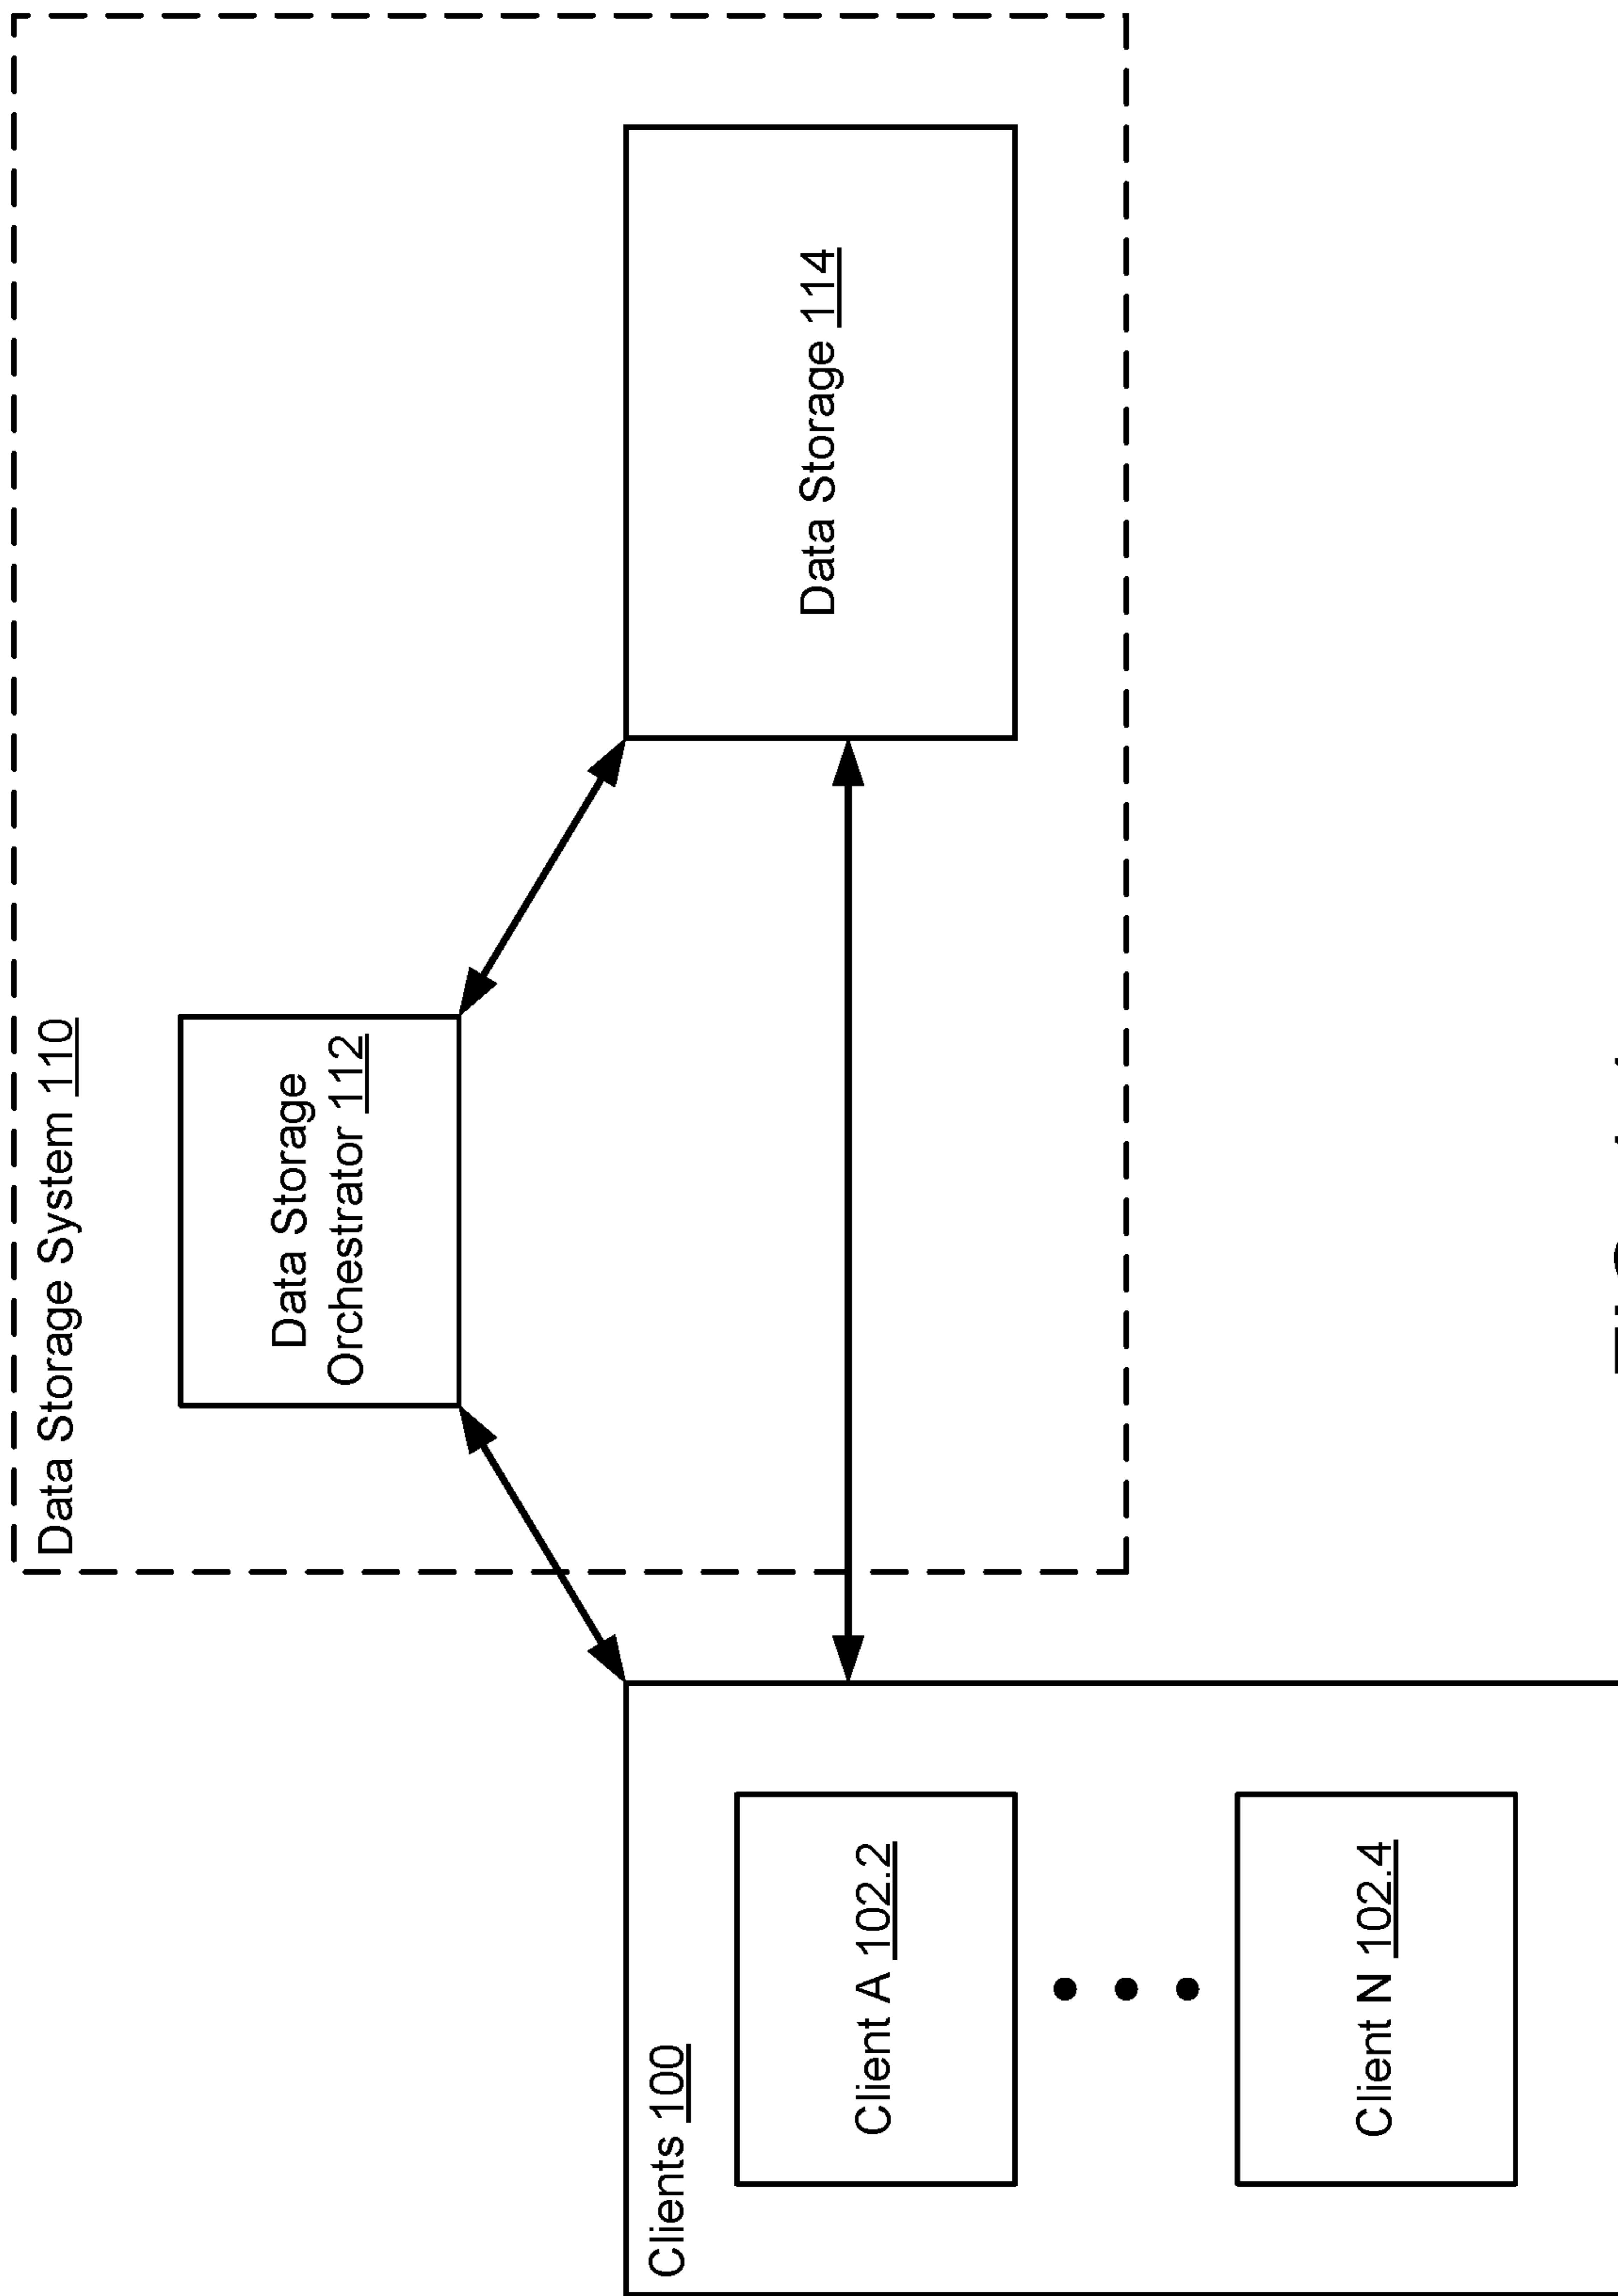 Data Storage System 110
Data Storage
Orchestrator 112
Data Storage 114
Clients 100
Client A 102.2
Client N 102.4